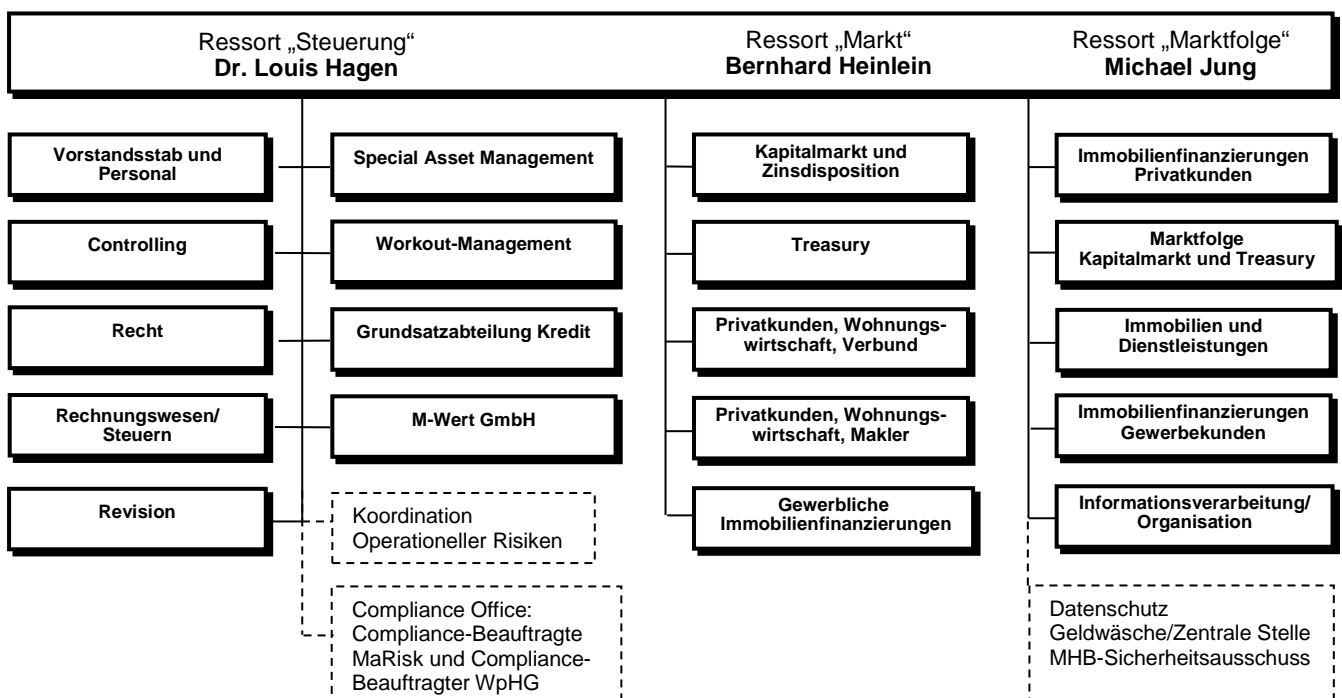 Ressort „Steuerung“
Dr. Louis Hagen
Ressort „Markt“
Bernhard Heinlein
Ressort „Marktfolge“
Michael Jung
Vorstandsstab und
Personal
Controlling
Recht
Rechnungswesen/
Steuern
Revision
Special Asset Management
Workout-Management
Grundsatzabteilung Kredit
M-Wert GmbH
Koordination
Operationeller Risiken
Compliance Office:
Compliance-Beauftragte
MaRisk und Compliance-
Beauftragter WpHG
Kapitalmarkt und
Zinsdisposition
Treasury
Privatkunden, Wohnungs-
wirtschaft, Verbund
Privatkunden, Wohnungs-
wirtschaft, Makler
Gewerbliche
Immobilienfinanzierungen
Immobilienfinanzierungen
Privatkunden
Marktfolge
Kapitalmarkt und Treasury
Immobilien und
Dienstleistungen
Immobilienfinanzierungen
Gewerbekunden
Informationsverarbeitung/
Organisation
Datenschutz
Geldwäsche/Zentrale Stelle
MHB-Sicherheitsausschuss